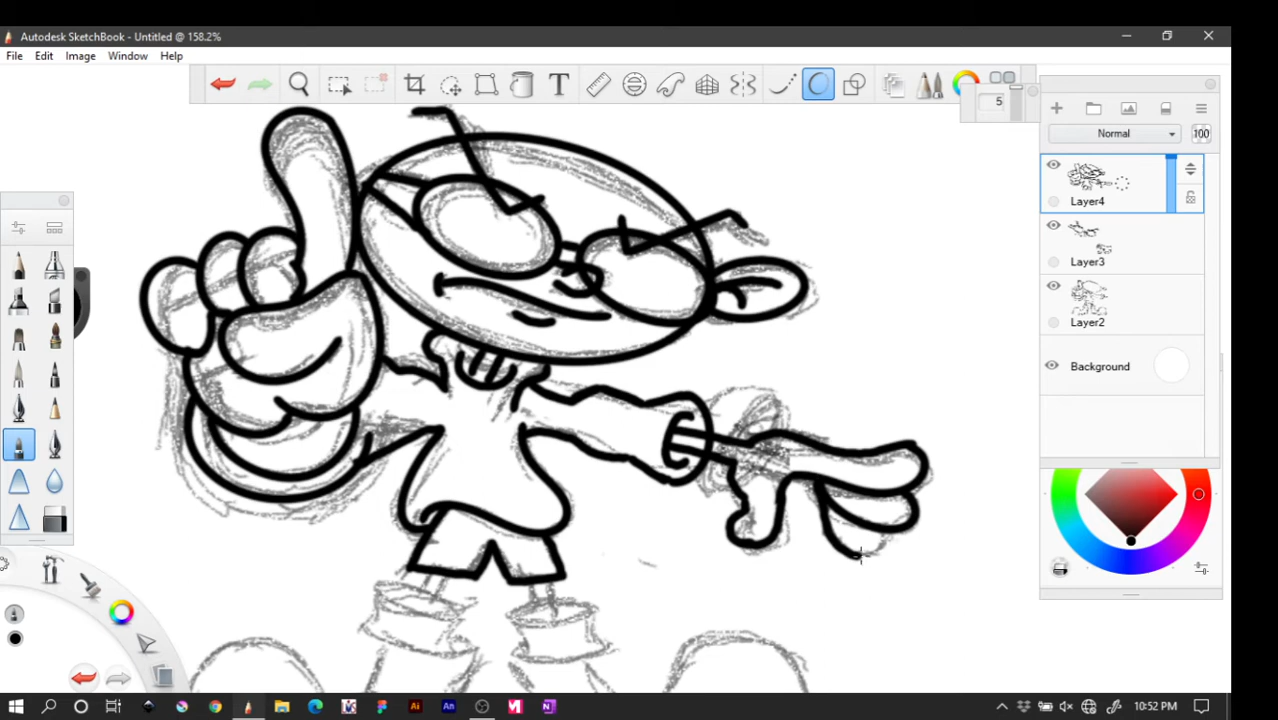 Autodesk SketchBook - Untitled @ 158.2%
File Edit Image Window Help
5
Normal
100
Layer4
Layer3
Layer2
Background
10:52 PM